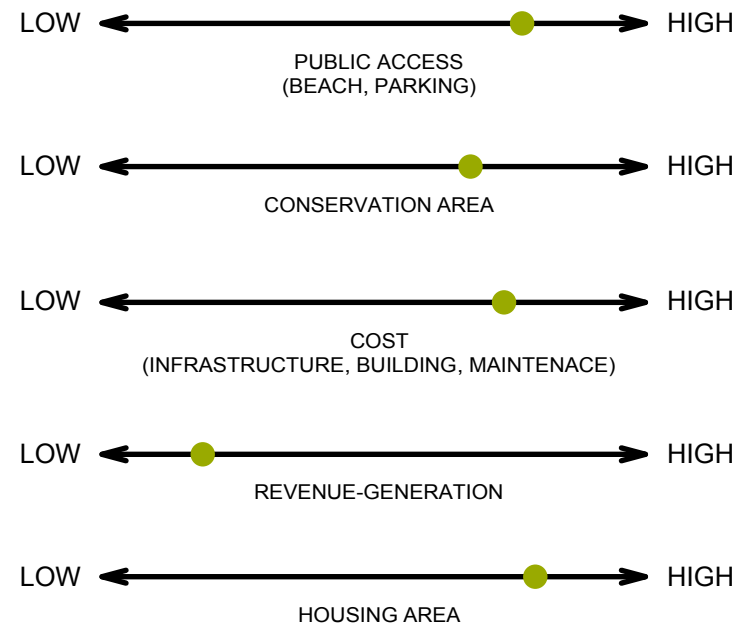 LOW HIGH
PUBLIC ACCESS
(BEACH, PARKING)
LOW HIGH
CONSERVATION AREA
LOW HIGH
COST
(INFRASTRUCTURE, BUILDING, MAINTENACE)
LOW HIGH
REVENUE-GENERATION
LOW HIGH
HOUSING AREA